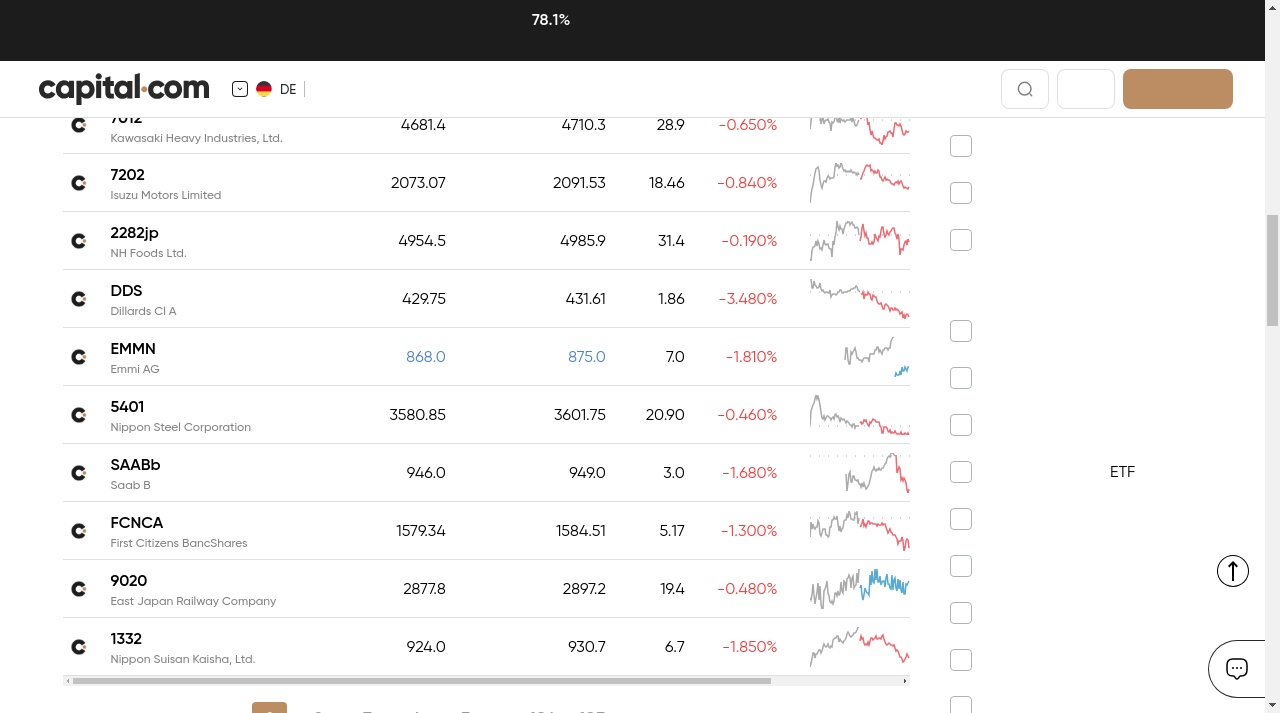 78.1%
capital.com
DE
7012 4681.4 4710.3 28.9 -0.650%
Kawasaki Heavy Industries, Ltd.
7202 2073.07 2091.53 18.46 -0.840%
Isuzu Motors Limited
2282jp 4954.5 4985.9 31.4 -0.190%
NH Foods Ltd.
DDS 429.75 431.61 1.86 -3.480%
Dillards Cl A
EMMN 868.0 875.0 7.0 -1.810%
Emmi AG
5401 3580.85 3601.75 20.90 -0.460%
Nippon Steel Corporation
SAABb 946.0 949.0 3.0 -1.680%
Saab B
ETF
FCNCA 1579.34 1584.51 5.17 -1.300%
First Citizens BancShares
9020 2877.8 2897.2 19.4 -0.480%
East Japan Railway Company
1332 924.0 930.7 6.7 -1.850%
Nippon Suisan Kaisha, Ltd.